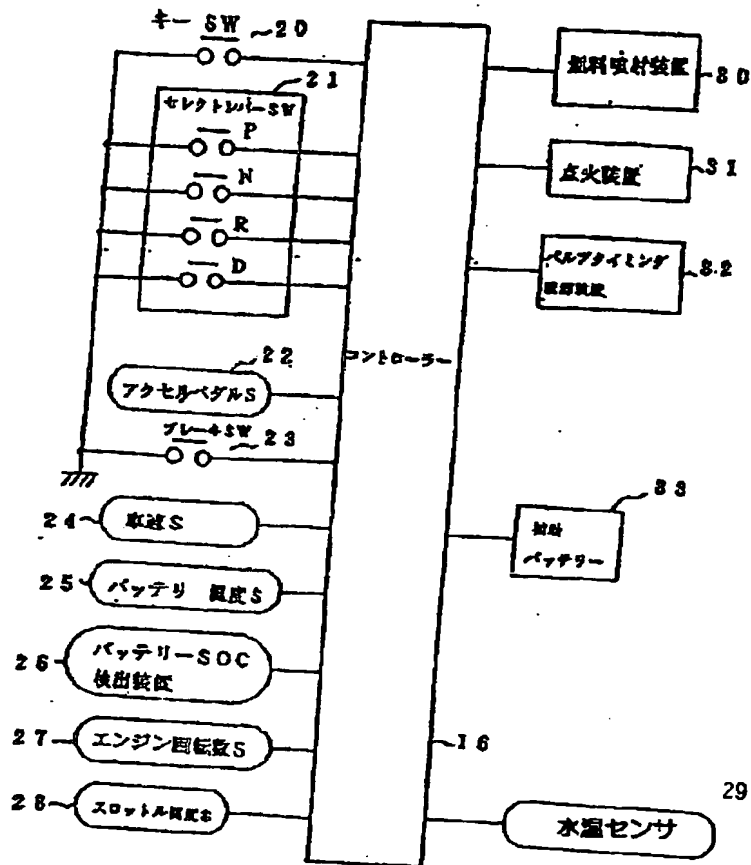 キー SW 20
21
セレクトレバーSW
P
N
R
D
22
アクセルペダルS
ブレーキSW 23
24 車速S
25 バッテリ 温度S
26 バッテリーSOC
検出装置
27 エンジン回転数S
28 スロットル開度S
コントローラー
16
燃料噴射装置 30
点火装置 31
バルブタイミング 32
装置
33
補助
バッテリー
29
水温センサ